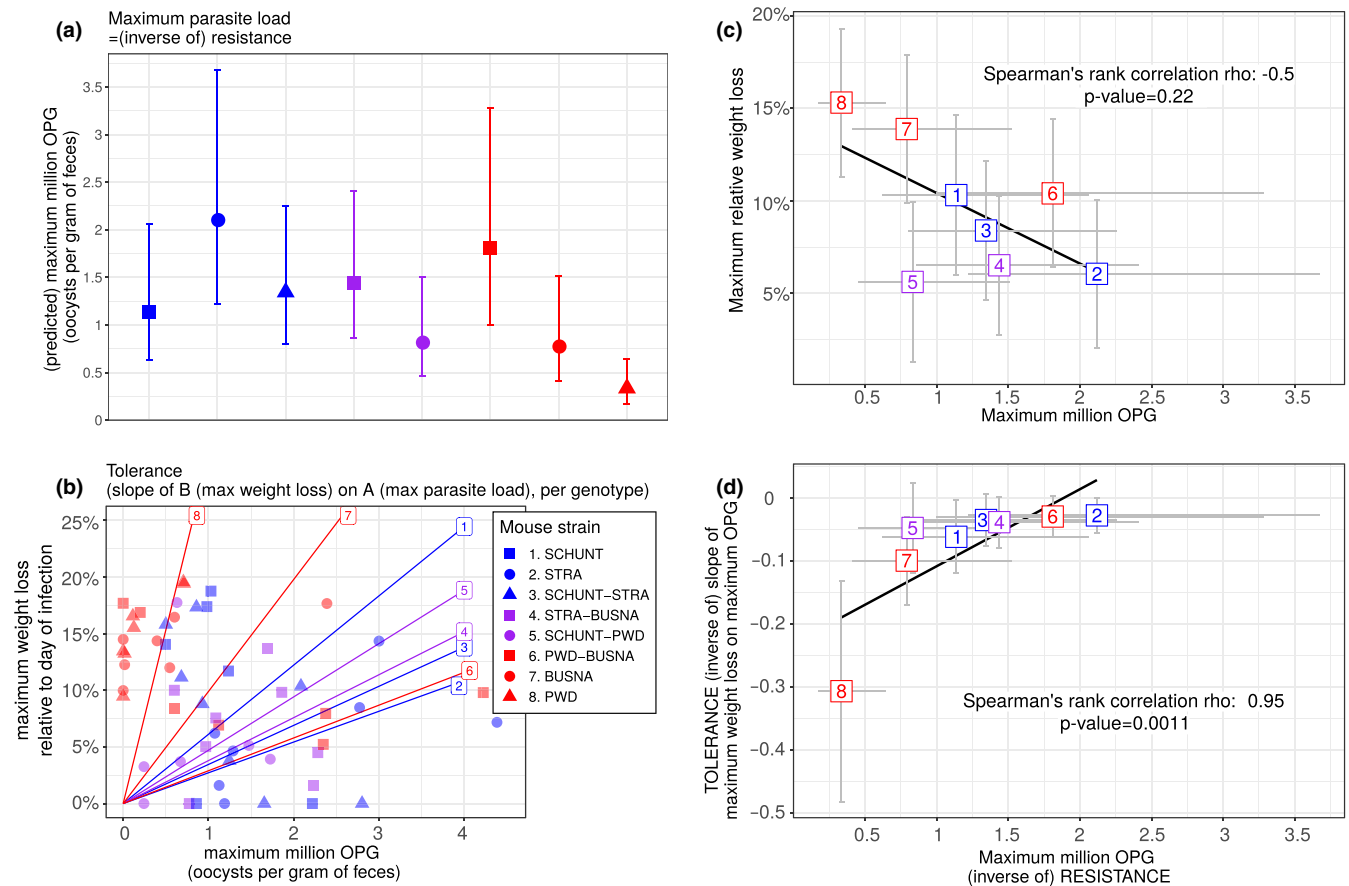 (a)
Maximum parasite load
=(inverse of) resistance
(predicted) maximum million OPG
(oocysts per gram of feces)
3.5
3
2.5
2
1.5
1
0.5
0
(b)
Tolerance
(slope of B (max weight loss) on A (max parasite load), per genotype)
maximum weight loss
relative to day of infection
25%
20%
15%
10%
5%
0%
8
7
1
5
4
3
6
2
0
1
2
3
4
maximum million OPG
(oocysts per gram of feces)
Mouse strain
1. SCHUNT
2. STRA
3. SCHUNT−STRA
4. STRA−BUSNA
5. SCHUNT−PWD
6. PWD−BUSNA
7. BUSNA
8. PWD
(c)
Maximum relative weight loss
20%
15%
10%
5%
Spearman's rank correlation rho: -0.5
p-value=0.22
8
7
1
6
3
4
5
2
0.5
1
1.5
2
2.5
3
3.5
Maximum million OPG
(d)
TOLERANCE (inverse of) slope of
maximum weight loss on maximum OPG
0
−0.1
−0.2
−0.3
−0.4
−0.5
5
3
4
6
2
1
7
8
Spearman's rank correlation rho: 0.95
p-value=0.0011
0.5
1
1.5
2
2.5
3
3.5
Maximum million OPG
(inverse of) RESISTANCE